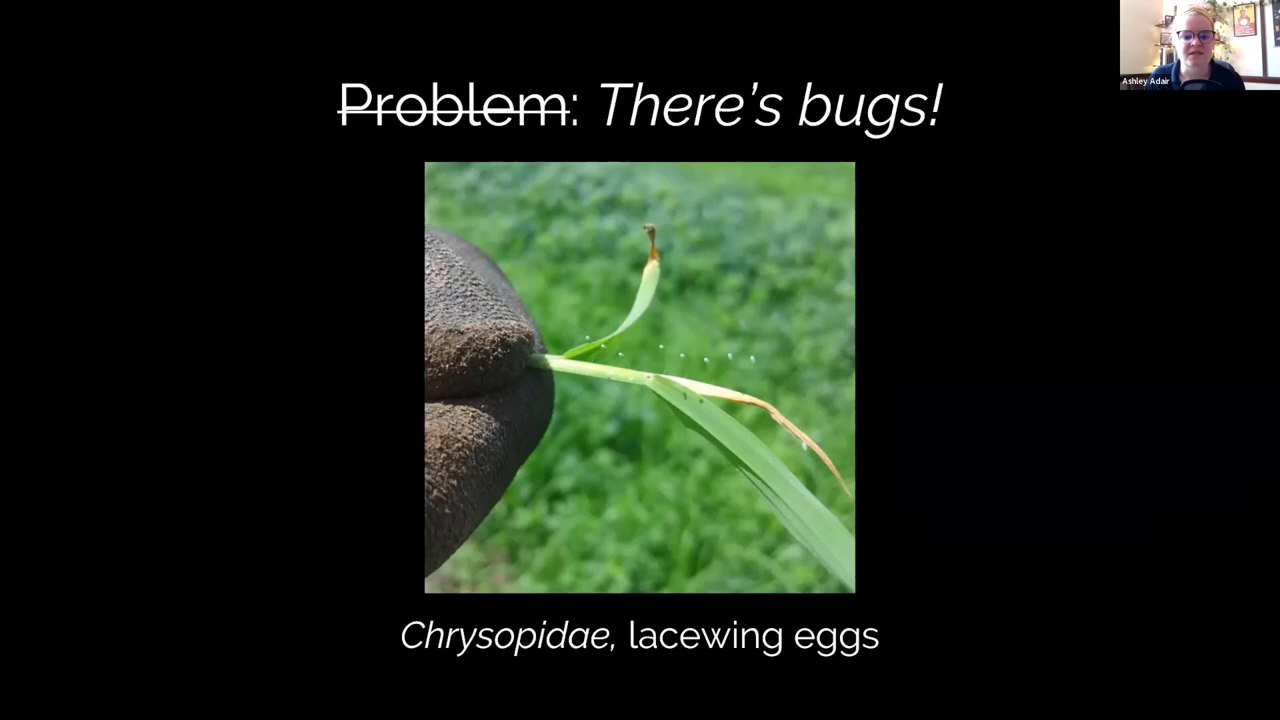 Problem: There's bugs!
Ashley Adair
Chrysopidae, lacewing eggs